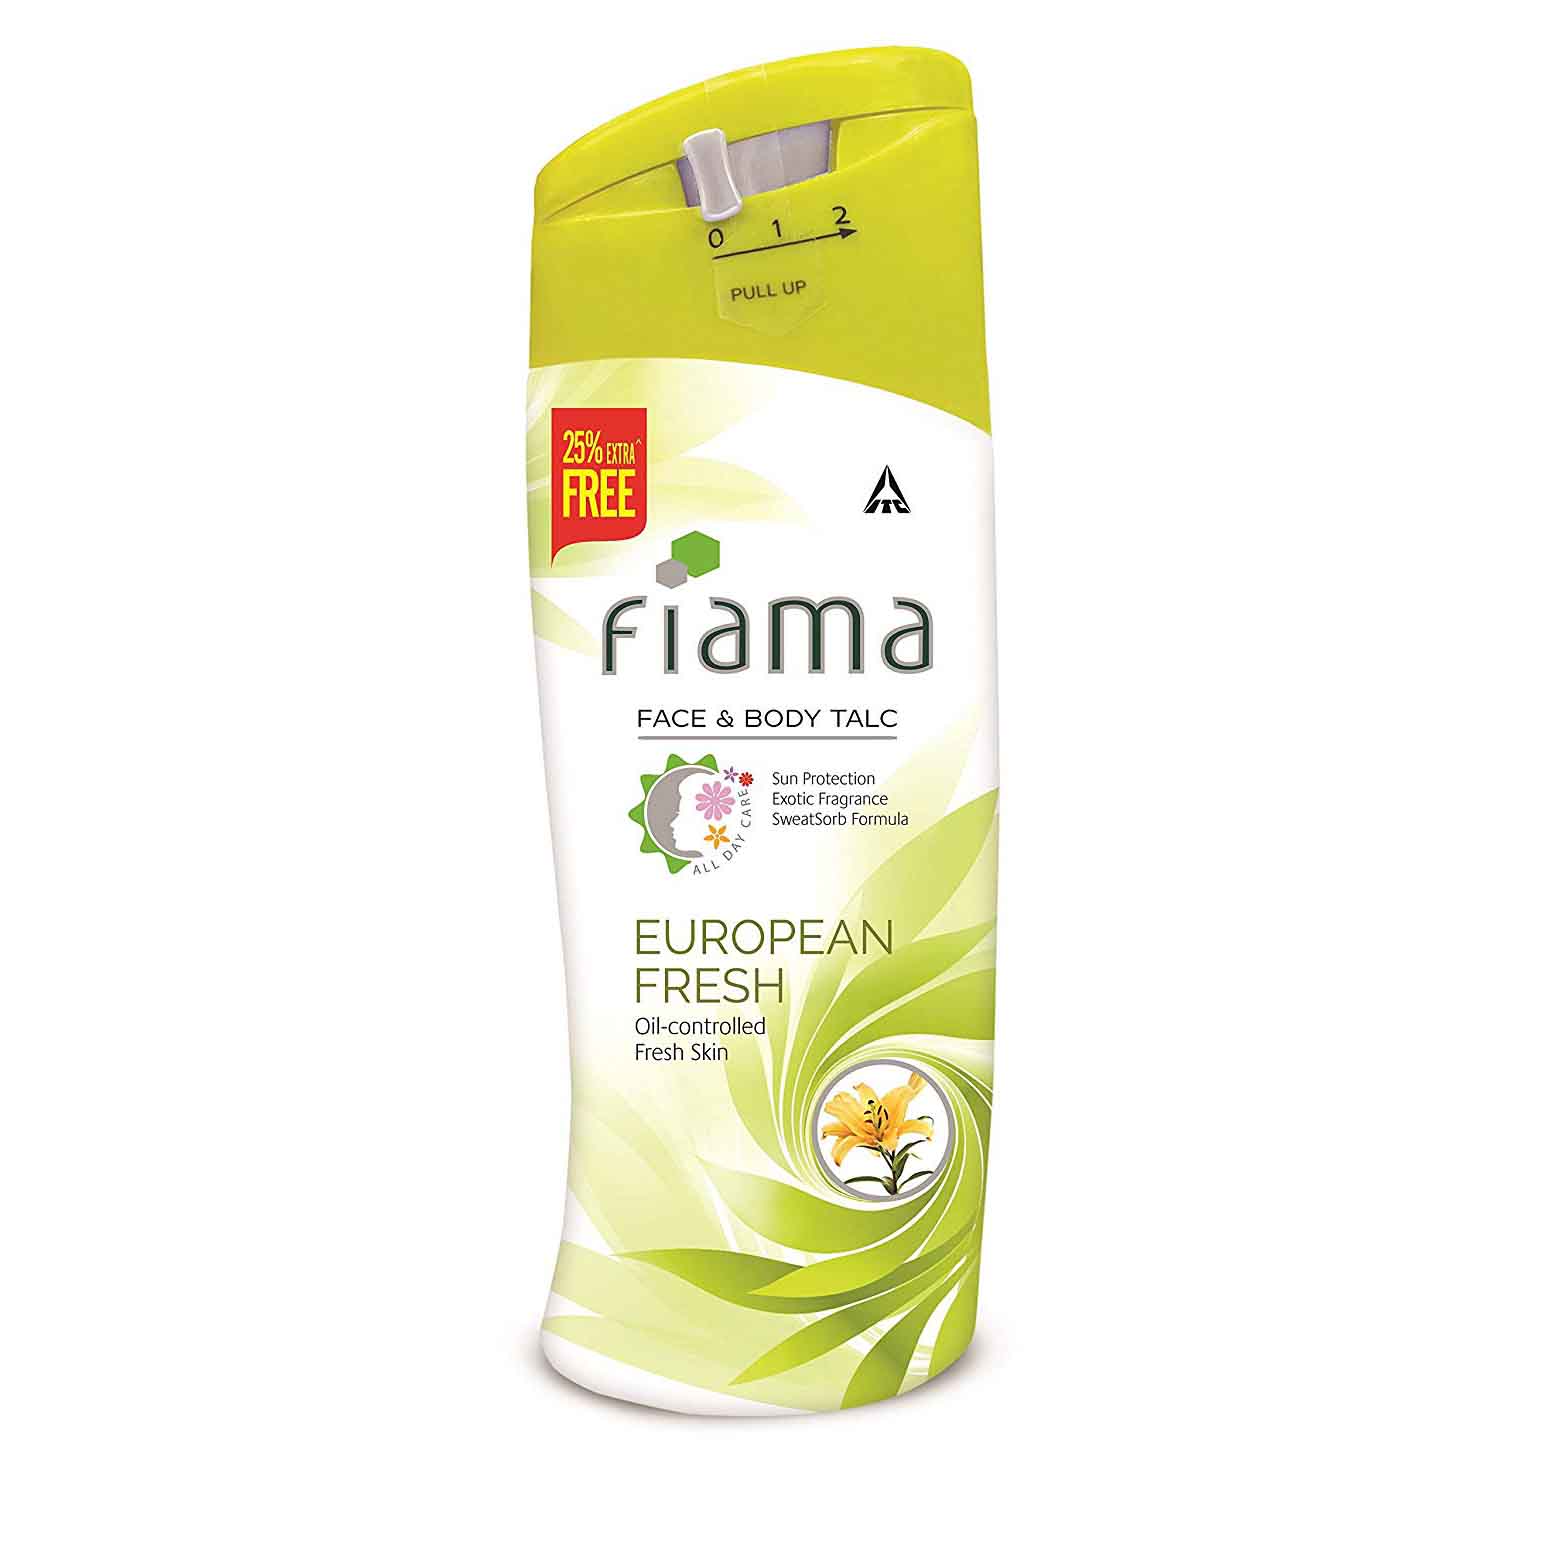 0 1 2
PULL UP
25% EXTRA^
FREE
ITC
fiama
FACE & BODY TALC
Sun Protection
Exotic Fragrance
SweatSorb Formula
ALL DAY CARE
EUROPEAN
FRESH
Oil-controlled
Fresh Skin